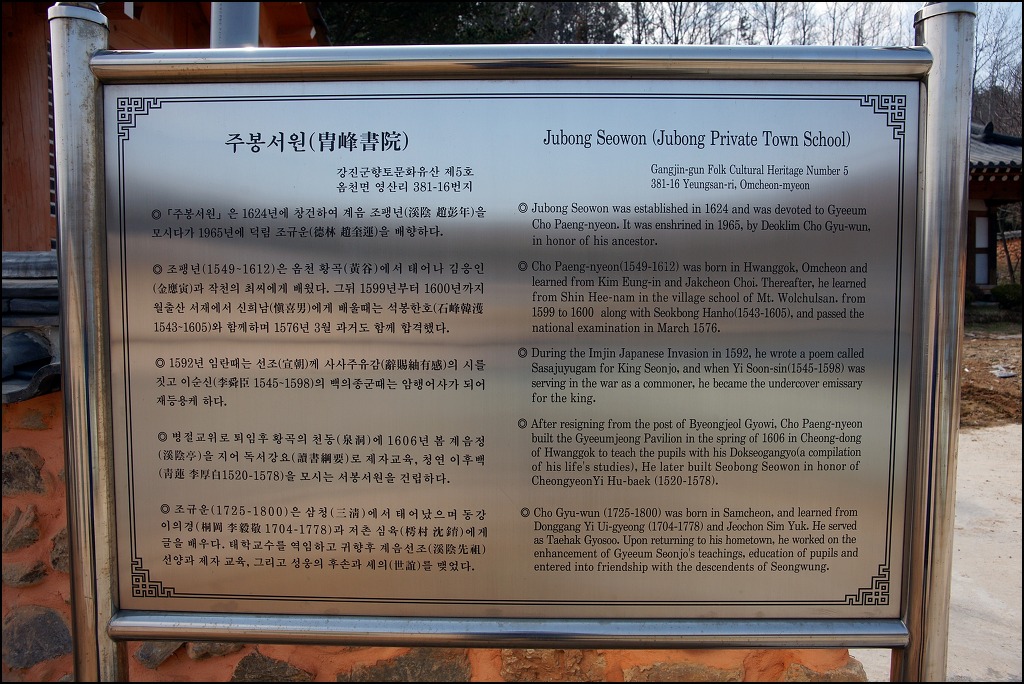 주봉서원(胄峰書院)
강진군향토문화유산 제5호
옴천면 영산리 381-16번지
◎ 「주봉서원」은 1624년에 창건하여 계음 조팽년(溪陰 趙彭年)을
모시다가 1965년에 덕림 조규운(德林 趙奎運)을 배향하다.
◎ 조팽년(1549~1612)은 옴천 황곡(黃谷)에서 태어나 김응인
(金應寅)과 작천의 최씨에게 배웠다. 그뒤 1599년부터 1600년까지
월출산 서재에서 신희남(愼喜男)에게 배울때는 석봉한호(石峰韓濩
1543-1605)와 함께하며 1576년 3월 과거도 함께 합격했다.
◎ 1592년 임란때는 선조(宣朝)께 사사주유감(辭賜紬有感)의 시를
짓고 이순신(李舜臣 1545~1598)의 백의종군때는 암행어사가 되어
재등용케 하다.
◎ 병절교위로 퇴임후 황곡의 천동(泉洞)에 1606년 봄 계음정
(溪陰亭)을 지어 독서강요(讀書綱要)로 제자교육, 청연 이후백
(靑蓮 李厚白1520-1578)을 모시는 서봉서원을 건립하다.
◎ 조규운(1725-1800)은 삼청(三淸)에서 태어났으며 동강
이의경(桐岡 李毅敬 1704-1778)과 저촌 심육(樗村 沈錥)에게
글을 배우다. 태학교수를 역임하고 귀향후 계음선조(溪陰先祖)
선양과 제자 교육, 그리고 성웅의 후손과 세의(世誼)를 맺었다.
Jubong Seowon (Jubong Private Town School)
Gangjin-gun Folk Cultural Heritage Number 5
381-16 Yeungsan-ri, Omcheon-myeon
◎ Jubong Seowon was established in 1624 and was devoted to Gyeeum
Cho Paeng-nyeon. It was enshrined in 1965, by Deoklim Cho Gyu-wun,
in honor of his ancestor.
◎ Cho Paeng-nyeon(1549-1612) was born in Hwanggok, Omcheon and
learned from Kim Eung-in and Jakcheon Choi. Thereafter, he learned
from Shin Hee-nam in the village school of Mt. Wolchulsan. from
1599 to 1600 along with Seokbong Hanho(1543-1605), and passed the
national examination in March 1576.
◎ During the Imjin Japanese Invasion in 1592, he wrote a poem called
Sasajuyugam for King Seonjo, and when Yi Soon-sin(1545-1598) was
serving in the war as a commoner, he became the undercover emissary
for the king.
◎ After resigning from the post of Byeongjeol Gyowi, Cho Paeng-nyeon
built the Gyeeumjeong Pavilion in the spring of 1606 in Cheong-dong
of Hwanggok to teach the pupils with his Dokseogangyo(a compilation
of his life's studies), He later built Seobong Seowon in honor of
CheongyeonYi Hu-baek (1520-1578).
◎ Cho Gyu-wun (1725-1800) was born in Samcheon, and learned from
Donggang Yi Ui-gyeong (1704-1778) and Jeochon Sim Yuk. He served
as Taehak Gyosoo. Upon returning to his hometown, he worked on the
enhancement of Gyeeum Seonjo's teachings, education of pupils and
entered into friendship with the descendents of Seongwung.